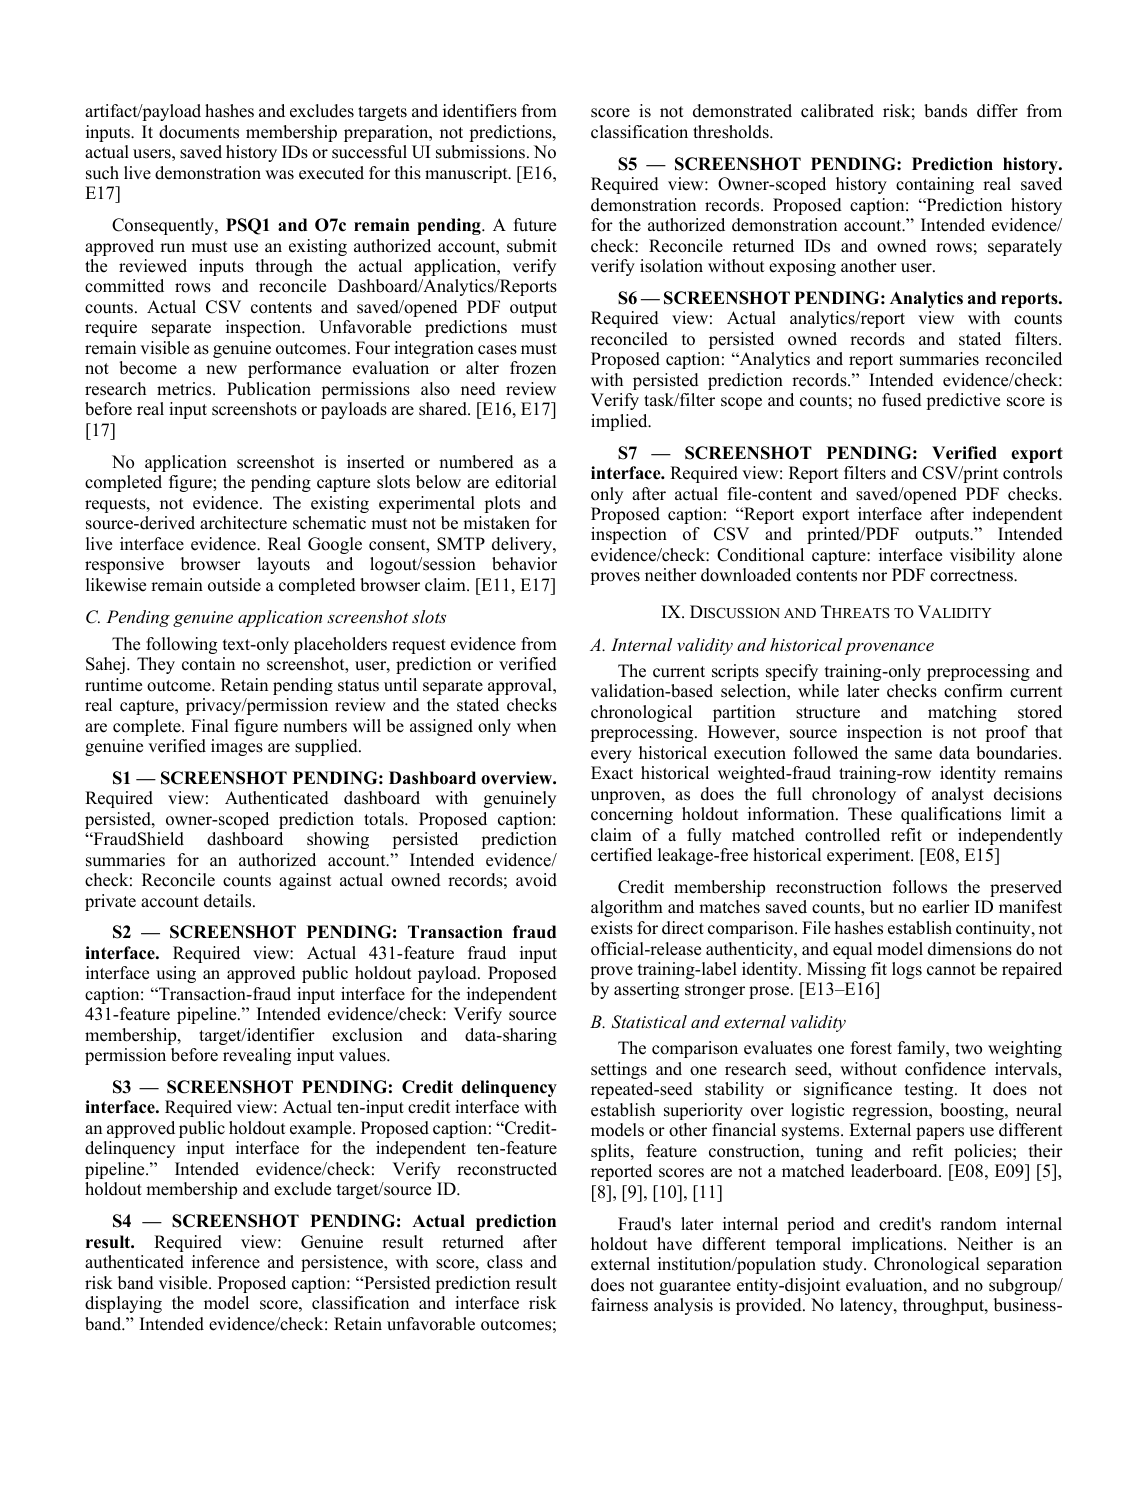 artifact/payload hashes and excludes targets and identifiers from
inputs. It documents membership preparation, not predictions,
actual users, saved history IDs or successful UI submissions. No
such live demonstration was executed for this manuscript. [E16,
E17]
Consequently, PSQ1 and O7c remain pending. A future
approved run must use an existing authorized account, submit
the reviewed inputs through the actual application, verify
committed rows and reconcile Dashboard/Analytics/Reports
counts. Actual CSV contents and saved/opened PDF output
require separate inspection. Unfavorable predictions must
remain visible as genuine outcomes. Four integration cases must
not become a new performance evaluation or alter frozen
research metrics. Publication permissions also need review
before real input screenshots or payloads are shared. [E16, E17]
[17]
No application screenshot is inserted or numbered as a
completed figure; the pending capture slots below are editorial
requests, not evidence. The existing experimental plots and
source-derived architecture schematic must not be mistaken for
live interface evidence. Real Google consent, SMTP delivery,
responsive browser layouts and logout/session behavior
likewise remain outside a completed browser claim. [E11, E17]
C. Pending genuine application screenshot slots
The following text-only placeholders request evidence from
Sahej. They contain no screenshot, user, prediction or verified
runtime outcome. Retain pending status until separate approval,
real capture, privacy/permission review and the stated checks
are complete. Final figure numbers will be assigned only when
genuine verified images are supplied.
S1 — SCREENSHOT PENDING: Dashboard overview.
Required view: Authenticated dashboard with genuinely
persisted, owner-scoped prediction totals. Proposed caption:
“FraudShield dashboard showing persisted prediction
summaries for an authorized account.” Intended evidence/
check: Reconcile counts against actual owned records; avoid
private account details.
S2 — SCREENSHOT PENDING: Transaction fraud
interface. Required view: Actual 431-feature fraud input
interface using an approved public holdout payload. Proposed
caption: “Transaction-fraud input interface for the independent
431-feature pipeline.” Intended evidence/check: Verify source
membership, target/identifier exclusion and data-sharing
permission before revealing input values.
S3 — SCREENSHOT PENDING: Credit delinquency
interface. Required view: Actual ten-input credit interface with
an approved public holdout example. Proposed caption: “Credit-
delinquency input interface for the independent ten-feature
pipeline.” Intended evidence/check: Verify reconstructed
holdout membership and exclude target/source ID.
S4 — SCREENSHOT PENDING: Actual prediction
result. Required view: Genuine result returned after
authenticated inference and persistence, with score, class and
risk band visible. Proposed caption: “Persisted prediction result
displaying the model score, classification and interface risk
band.” Intended evidence/check: Retain unfavorable outcomes;
score is not demonstrated calibrated risk; bands differ from
classification thresholds.
S5 — SCREENSHOT PENDING: Prediction history.
Required view: Owner-scoped history containing real saved
demonstration records. Proposed caption: “Prediction history
for the authorized demonstration account.” Intended evidence/
check: Reconcile returned IDs and owned rows; separately
verify isolation without exposing another user.
S6 — SCREENSHOT PENDING: Analytics and reports.
Required view: Actual analytics/report view with counts
reconciled to persisted owned records and stated filters.
Proposed caption: “Analytics and report summaries reconciled
with persisted prediction records.” Intended evidence/check:
Verify task/filter scope and counts; no fused predictive score is
implied.
S7 — SCREENSHOT PENDING: Verified export
interface. Required view: Report filters and CSV/print controls
only after actual file-content and saved/opened PDF checks.
Proposed caption: “Report export interface after independent
inspection of CSV and printed/PDF outputs.” Intended
evidence/check: Conditional capture: interface visibility alone
proves neither downloaded contents nor PDF correctness.
IX. DISCUSSION AND THREATS TO VALIDITY
A. Internal validity and historical provenance
The current scripts specify training-only preprocessing and
validation-based selection, while later checks confirm current
chronological partition structure and matching stored
preprocessing. However, source inspection is not proof that
every historical execution followed the same data boundaries.
Exact historical weighted-fraud training-row identity remains
unproven, as does the full chronology of analyst decisions
concerning holdout information. These qualifications limit a
claim of a fully matched controlled refit or independently
certified leakage-free historical experiment. [E08, E15]
Credit membership reconstruction follows the preserved
algorithm and matches saved counts, but no earlier ID manifest
exists for direct comparison. File hashes establish continuity, not
official-release authenticity, and equal model dimensions do not
prove training-label identity. Missing fit logs cannot be repaired
by asserting stronger prose. [E13–E16]
B. Statistical and external validity
The comparison evaluates one forest family, two weighting
settings and one research seed, without confidence intervals,
repeated-seed stability or significance testing. It does not
establish superiority over logistic regression, boosting, neural
models or other financial systems. External papers use different
splits, feature construction, tuning and refit policies; their
reported scores are not a matched leaderboard. [E08, E09] [5],
[8], [9], [10], [11]
Fraud's later internal period and credit's random internal
holdout have different temporal implications. Neither is an
external institution/population study. Chronological separation
does not guarantee entity-disjoint evaluation, and no subgroup/
fairness analysis is provided. No latency, throughput, business-